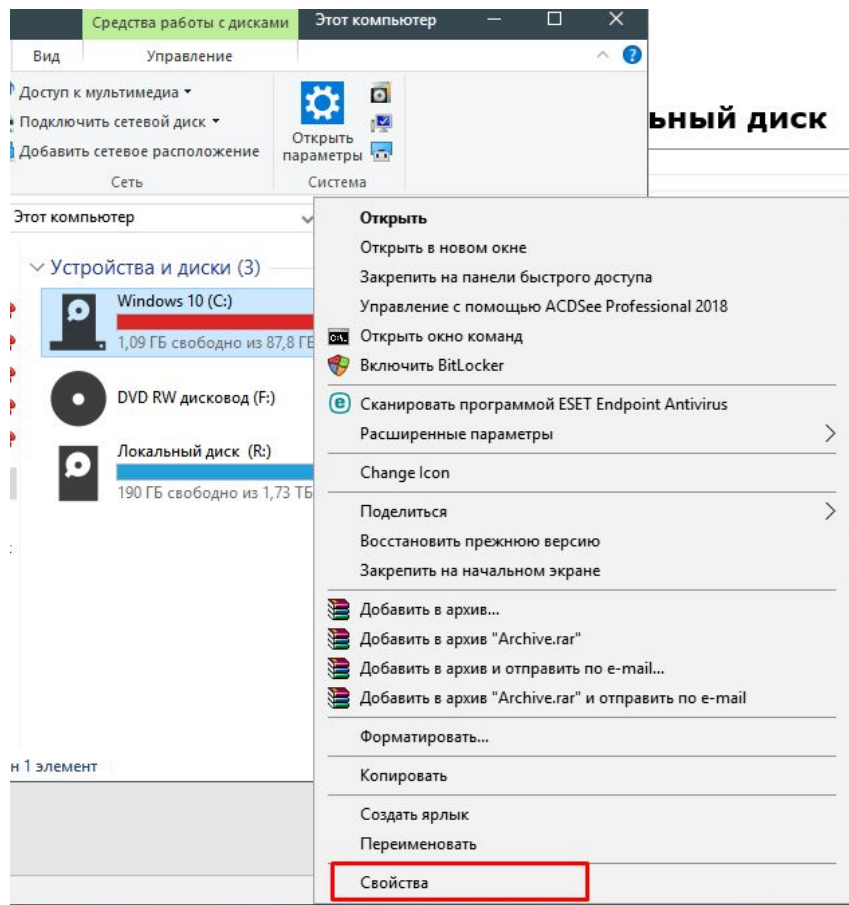 Средства работы с дисками
Этот компьютер
Вид
Управление
Доступ к мультимедиа
Подключить сетевой диск
Добавить сетевое расположение
Открыть
параметры
Сеть
Система
ьный диск
Этот компьютер
Устройства и диски (3)
Windows 10 (C:)
1,09 ГБ свободно из 87,8 ГБ
DVD RW дисковод (F:)
Локальный диск (R:)
190 ГБ свободно из 1,73 ТБ
н 1 элемент
Открыть
Открыть в новом окне
Закрепить на панели быстрого доступа
Управление с помощью ACDSee Professional 2018
Открыть окно команд
Включить BitLocker
Сканировать программой ESET Endpoint Antivirus
Расширенные параметры
Change Icon
Поделиться
Восстановить прежнюю версию
Закрепить на начальном экране
Добавить в архив...
Добавить в архив "Archive.rar"
Добавить в архив и отправить по e-mail...
Добавить в архив "Archive.rar" и отправить по e-mail
Форматировать...
Копировать
Создать ярлык
Переименовать
Свойства